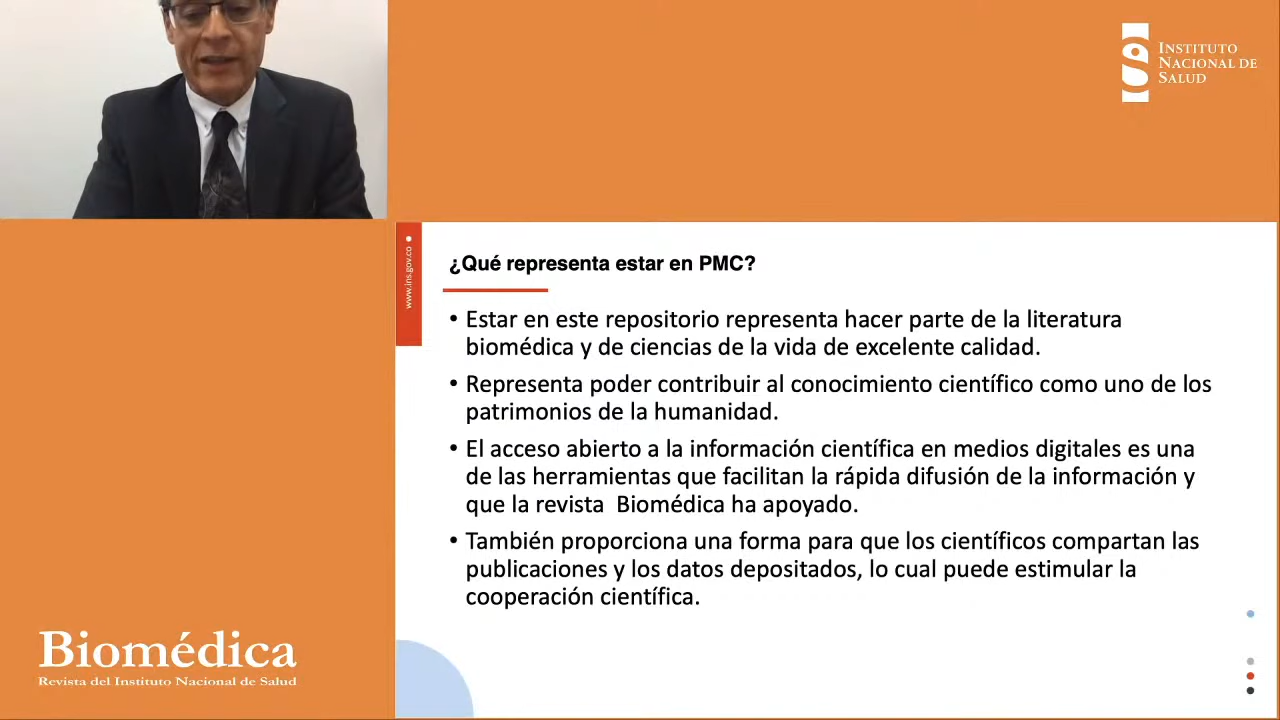 INSTITUTO
NACIONAL DE
SALUD
www.ins.gov.co
¿Qué representa estar en PMC?
• Estar en este repositorio representa hacer parte de la literatura
biomédica y de ciencias de la vida de excelente calidad.
• Representa poder contribuir al conocimiento científico como uno de los
patrimonios de la humanidad.
• El acceso abierto a la información científica en medios digitales es una
de las herramientas que facilitan la rápida difusión de la información y
que la revista  Biomédica ha apoyado.
• También proporciona una forma para que los científicos compartan las
publicaciones y los datos depositados, lo cual puede estimular la
cooperación científica.
Biomédica
Revista del Instituto Nacional de Salud